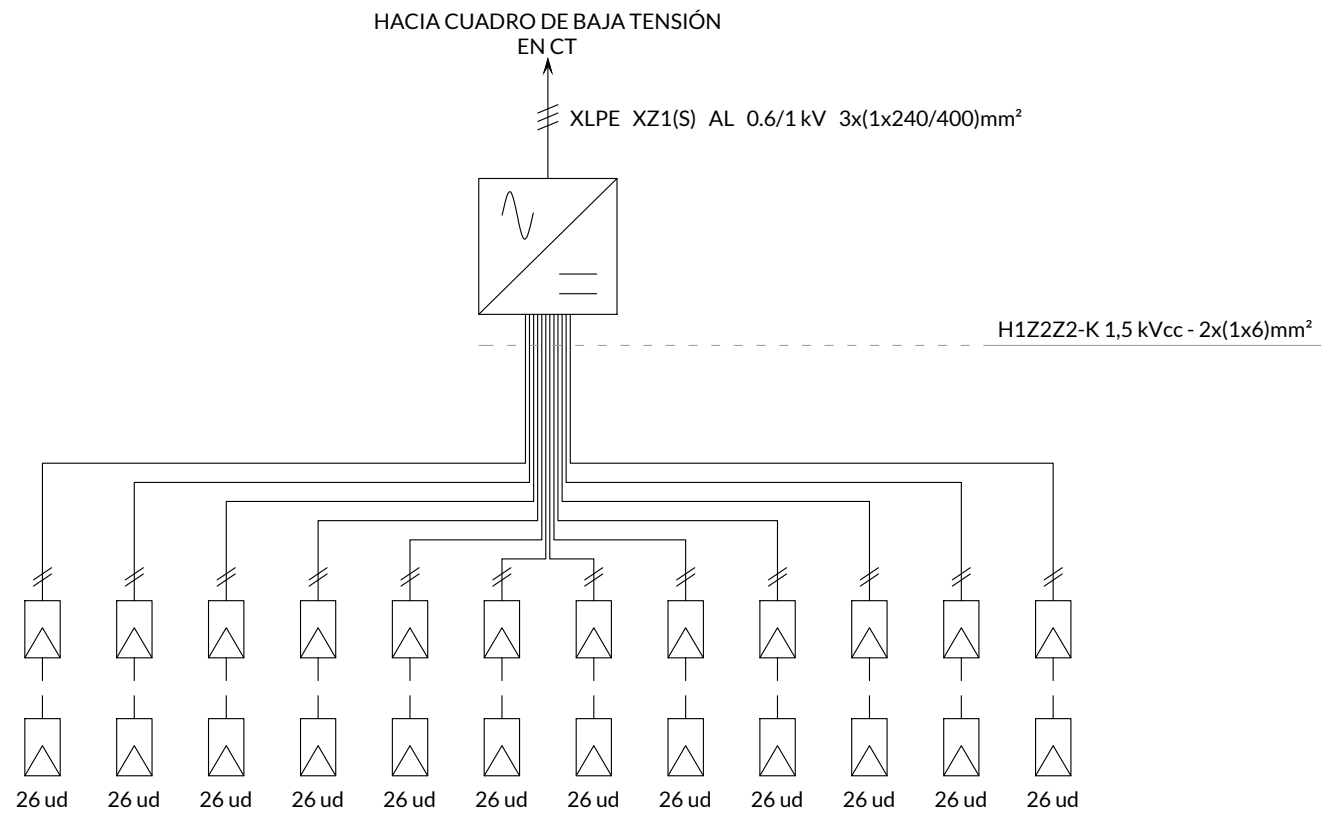 HACIA CUADRO DE BAJA TENSIÓN
EN CT
XLPE XZ1(S) AL 0.6/1 kV 3x(1x240/400)mm²
H1Z2Z2-K 1,5 kVcc - 2x(1x6)mm²
26 ud 26 ud 26 ud 26 ud 26 ud 26 ud 26 ud 26 ud 26 ud 26 ud 26 ud 26 ud